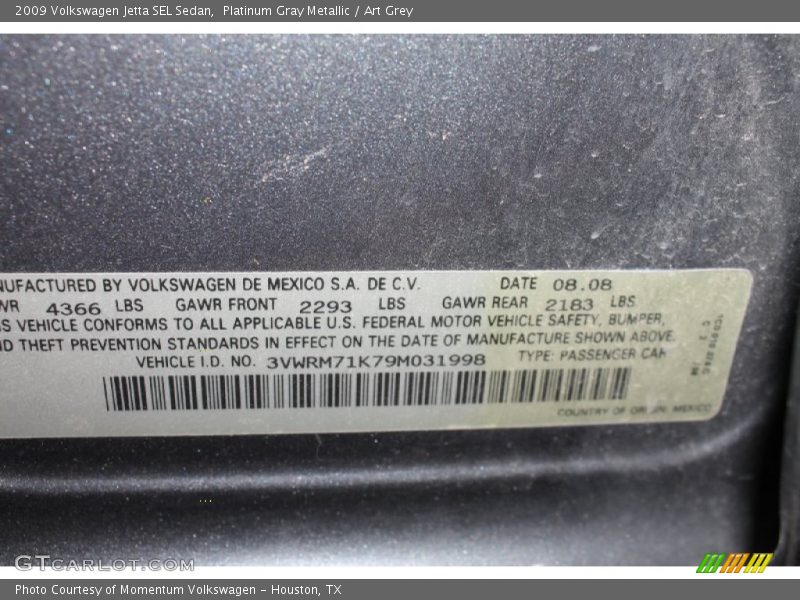 2009 Volkswagen Jetta SEL Sedan, Platinum Gray Metallic / Art Grey
NUFACTURED BY VOLKSWAGEN DE MEXICO S.A. DE C.V. DATE 08.08
WR 4366 LBS GAWR FRONT 2293 LBS GAWR REAR 2183 LBS
IS VEHICLE CONFORMS TO ALL APPLICABLE U.S. FEDERAL MOTOR VEHICLE SAFETY, BUMPER,
ND THEFT PREVENTION STANDARDS IN EFFECT ON THE DATE OF MANUFACTURE SHOWN ABOVE.
VEHICLE I.D. NO. 3VWRM71K79M031998 TYPE: PASSENGER CAR
COUNTRY OF ORIGIN, MEXICO
GTCARLOT.COM
Photo Courtesy of Momentum Volkswagen - Houston, TX